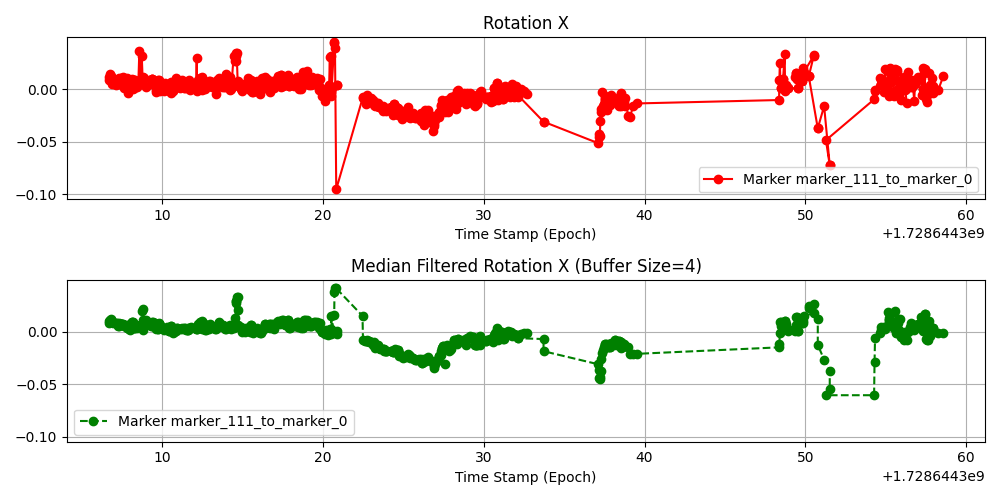 Rotation X
0.00
−0.05
−0.10
10 20 30 40 50 60
Marker marker_111_to_marker_0
Time Stamp (Epoch)
+1.7286443e9
Median Filtered Rotation X (Buffer Size=4)
0.00
−0.05
−0.10
Marker marker_111_to_marker_0
10 20 30 40 50 60
Time Stamp (Epoch)
+1.7286443e9